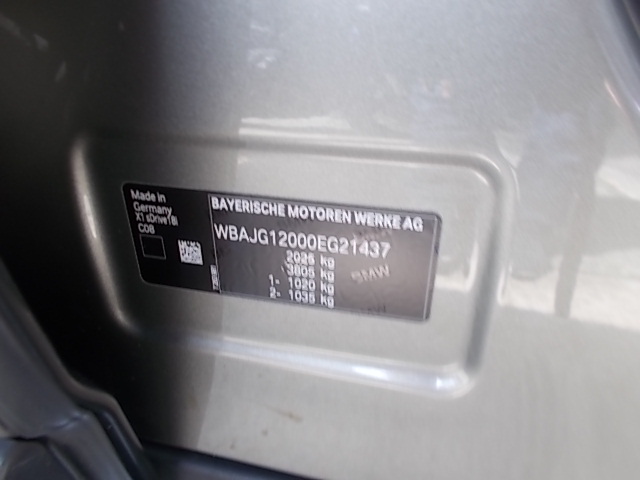 Made in
Germany
X1 sDrive18i
C08
BAYERISCHE MOTOREN WERKE AG
WBAJG12000EG21437
2025 kg
3805 kg
1- 1020 kg
2- 1035 kg
BMW